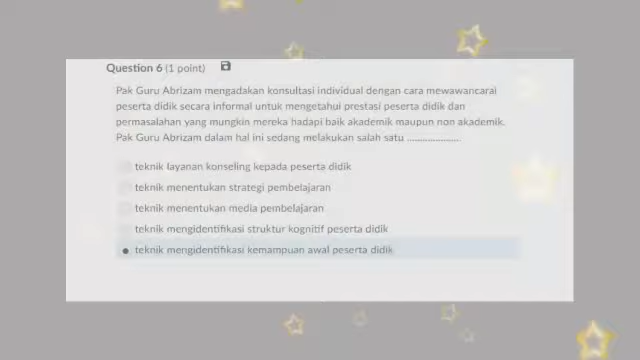 Question 6 (1 point)
Pak Guru Abrizam mengadakan konsultasi individual dengan cara mewawancarai
peserta didik secara informal untuk mengetahui prestasi peserta didik dan
permasalahan yang mungkin mereka hadapi baik akademik maupun non akademik.
Pak Guru Abrizam dalam hal ini sedang melakukan salah satu ....................
teknik layanan konseling kepada peserta didik
teknik menentukan strategi pembelajaran
teknik menentukan media pembelajaran
teknik mengidentifikasi struktur kognitif peserta didik
teknik mengidentifikasi kemampuan awal peserta didik